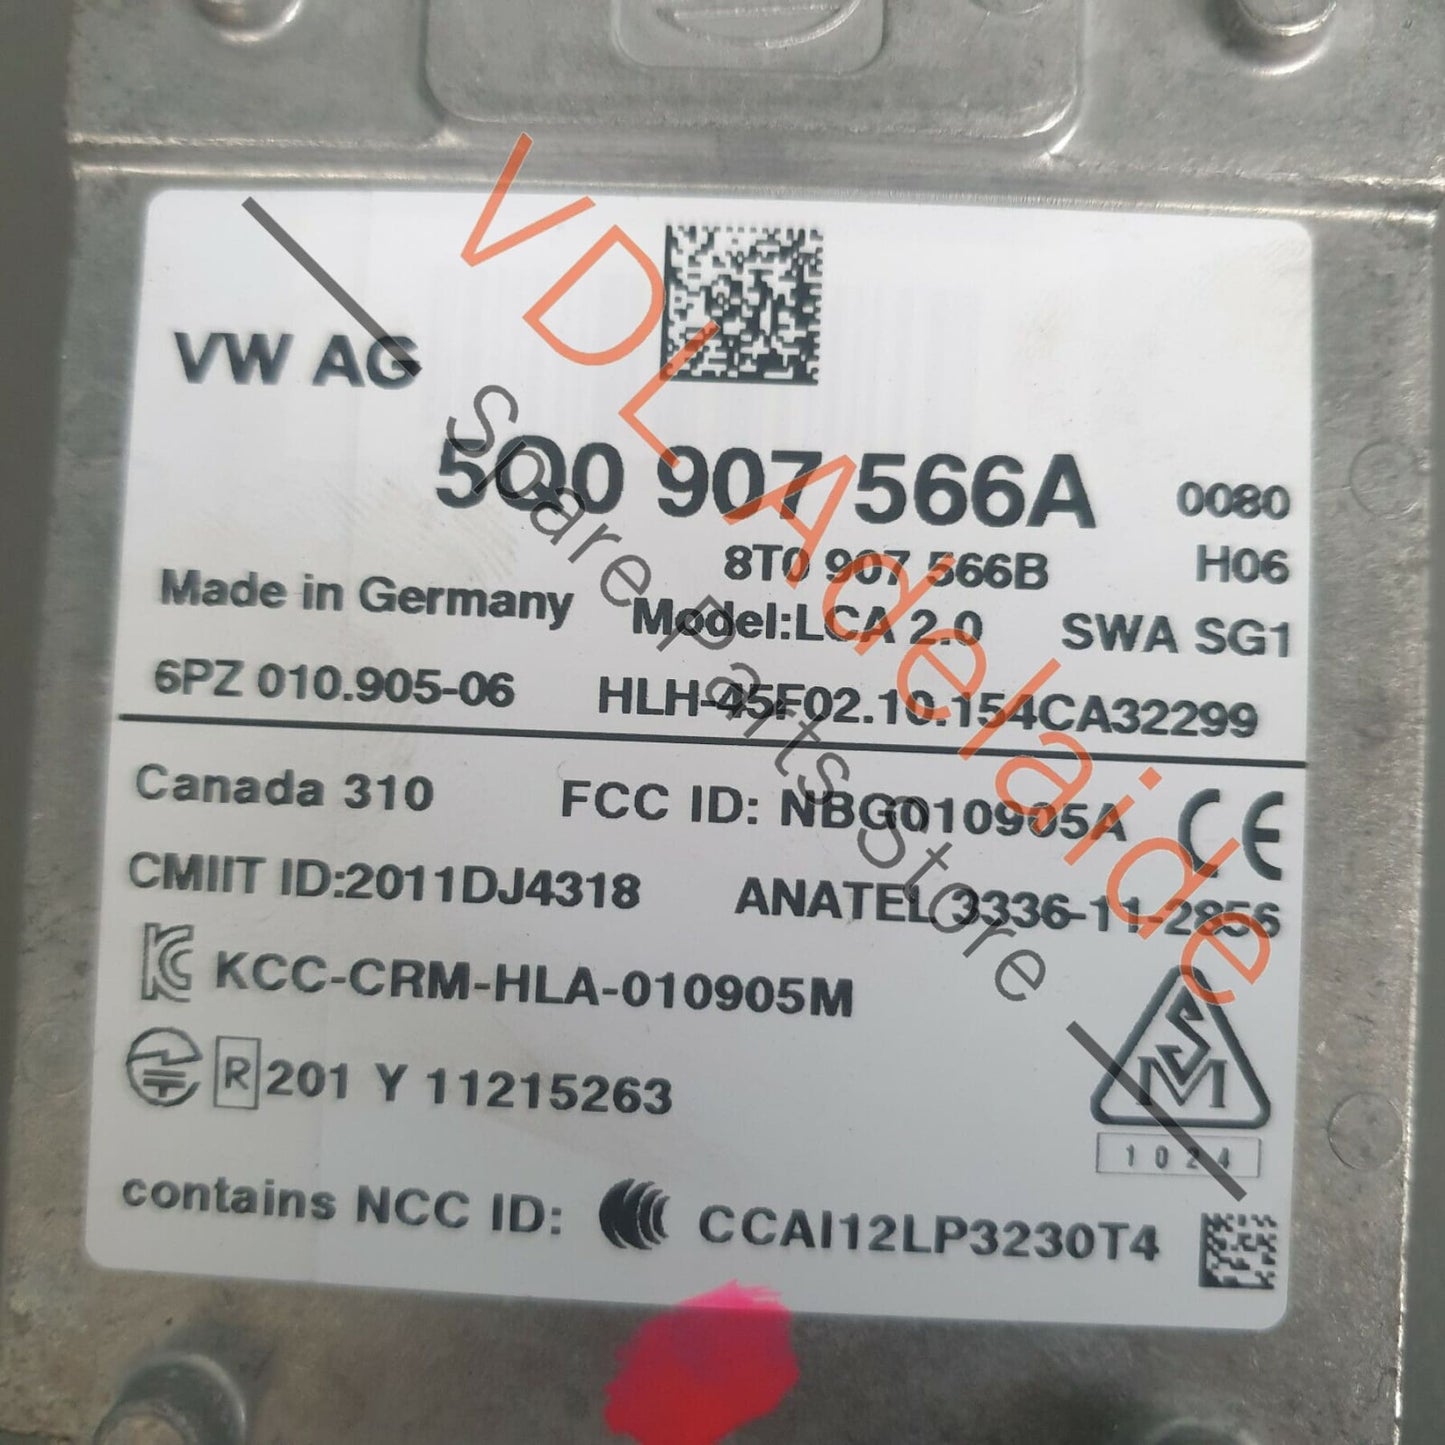 VW AG
5Q0 907 566A 0080
8T0 907 566B H06
Made in Germany Model:LCA 2.0 SWA SG1
6PZ 010.905-06 HLH-45F02.10.154CA32299
Canada 310 FCC ID: NBG010905A CE
CMIIT ID:2011DJ4318 ANATEL 3336-11-2856
KC KCC-CRM-HLA-010905M
R 201 Y 11215263
SM
1024
contains NCC ID: CCAI12LP3230T4
VDL Adelaide
Spare Parts Store